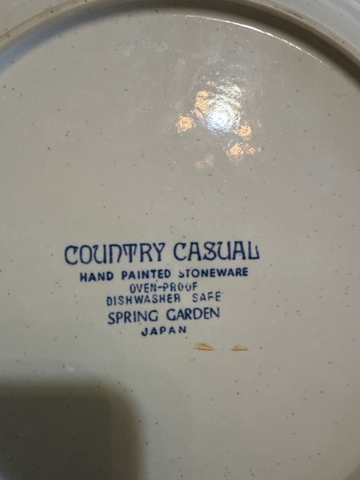 COUNTRY CASUAL
HAND PAINTED STONEWARE
OVEN-PROOF
DISHWASHER SAFE
SPRING GARDEN
JAPAN